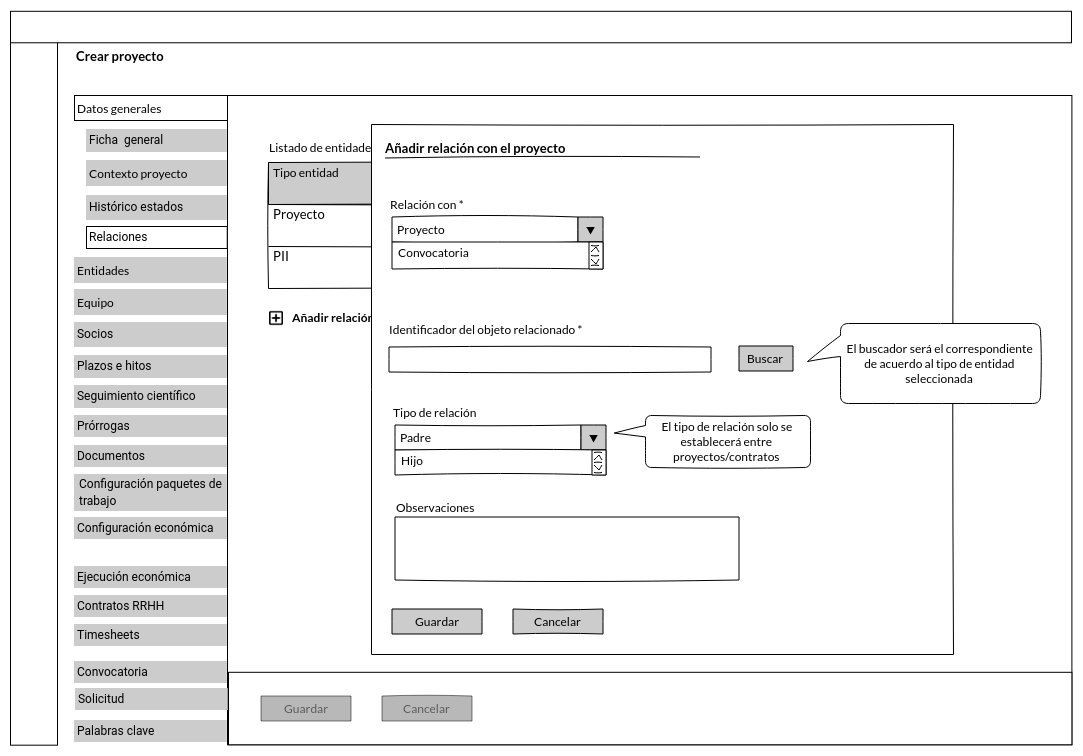 Crear proyecto
Datos generales
Ficha general
Contexto proyecto
Histórico estados
Relaciones
Entidades
Equipo
Socios
Plazos e hitos
Seguimiento científico
Prórrogas
Documentos
Configuración paquetes de
trabajo
Configuración económica
Ejecución económica
Contratos RRHH
Timesheets
Convocatoria
Solicitud
Palabras clave
Listado de entidade
Tipo entidad
Proyecto
PII
Añadir relación
Añadir relación con el proyecto
Relación con *
Proyecto
Convocatoria
Identificador del objeto relacionado *
Buscar
El buscador será el correspondiente
de acuerdo al tipo de entidad
seleccionada
Tipo de relación
Padre
Hijo
El tipo de relación solo se
establecerá entre
proyectos/contratos
Observaciones
Guardar
Cancelar
Guardar
Cancelar